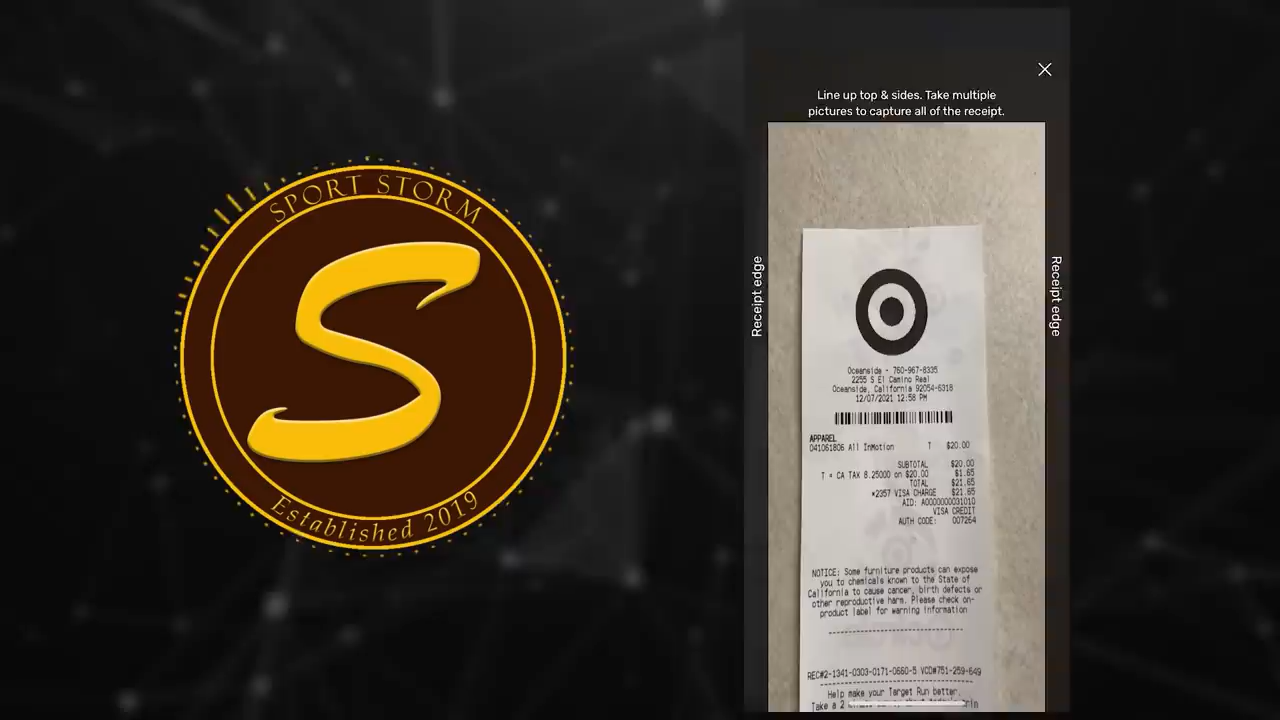 SPORT STORM
S
Established 2019
Line up top & sides. Take multiple
pictures to capture all of the receipt.
Receipt edge
Receipt edge
Oceanside - 760-967-6335
2255 S El Camino Real
Oceanside, California 92054-6318
12/07/2021 12:58 PM
APPAREL
041061806 All InMotion T $20.00
SUBTOTAL $20.00
T = CA TAX 8.25000 on $20.00 $1.65
TOTAL $21.65
*2357 VISA CHARGE $21.65
AID: A0000000031010
VISA CREDIT
AUTH CODE: 007264
NOTICE: Some furniture products can expose
you to chemicals known to the State of
California to cause cancer, birth defects or
other reproductive harm. Please check on-
product label for warning information
REC#2-1341-0303-0171-0660-5 VCD#751-259-649
Help make your Target Run better.
Take a 2